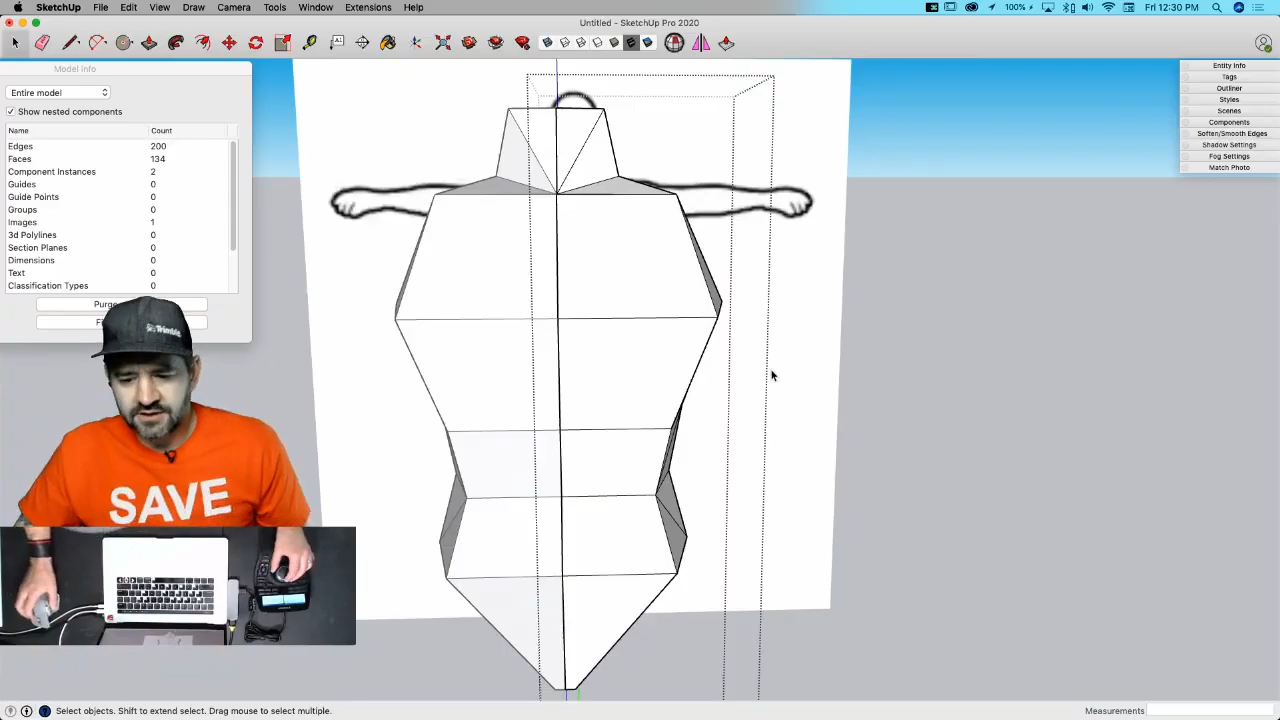 SketchUp File Edit View Draw Camera Tools Window Extensions Help
100% Fri 12:30 PM
Untitled - SketchUp Pro 2020
Model Info
Entire model
Show nested components
Name Count
Edges 200
Faces 134
Component Instances 2
Guides 0
Guide Points 0
Groups 0
Images 1
3d Polylines 0
Section Planes 0
Dimensions 0
Text 0
Classification Types 0
Entity Info
Tags
Outliner
Styles
Scenes
Components
Soften/Smooth Edges
Shadow Settings
Fog Settings
Match Photo
Trimble
SAVE
Select objects. Shift to extend select. Drag mouse to select multiple.
Measurements